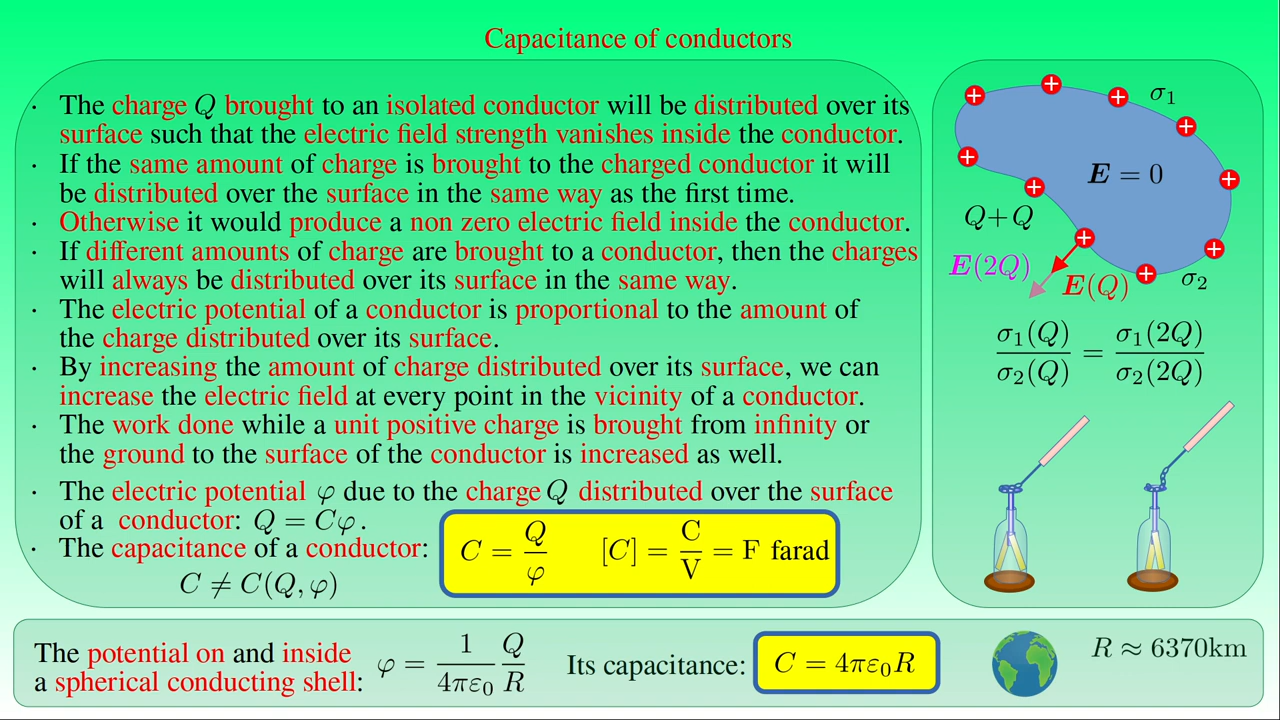 Capacitance of conductors
· The charge Q brought to an isolated conductor will be distributed over its
surface such that the electric field strength vanishes inside the conductor.
· If the same amount of charge is brought to the charged conductor it will
be distributed over the surface in the same way as the first time.
· Otherwise it would produce a non zero electric field inside the conductor.
· If different amounts of charge are brought to a conductor, then the charges
will always be distributed over its surface in the same way.
· The electric potential of a conductor is proportional to the amount of
the charge distributed over its surface.
· By increasing the amount of charge distributed over its surface, we can
increase the electric field at every point in the vicinity of a conductor.
· The work done while a unit positive charge is brought from infinity or
the ground to the surface of the conductor is increased as well.
· The electric potential φ due to the charge Q distributed over the surface
of a conductor: Q = Cφ.
· The capacitance of a conductor:
C = Q/φ [C] = C/V = F farad
C ≠ C(Q, φ)
σ₁
E = 0
Q+Q
E(2Q)
E(Q)
σ₂
σ₁(Q)/σ₂(Q) = σ₁(2Q)/σ₂(2Q)
The potential on and inside
a spherical conducting shell:
φ = 1/4πε₀ Q/R
Its capacitance:
C = 4πε₀R
R ≈ 6370km